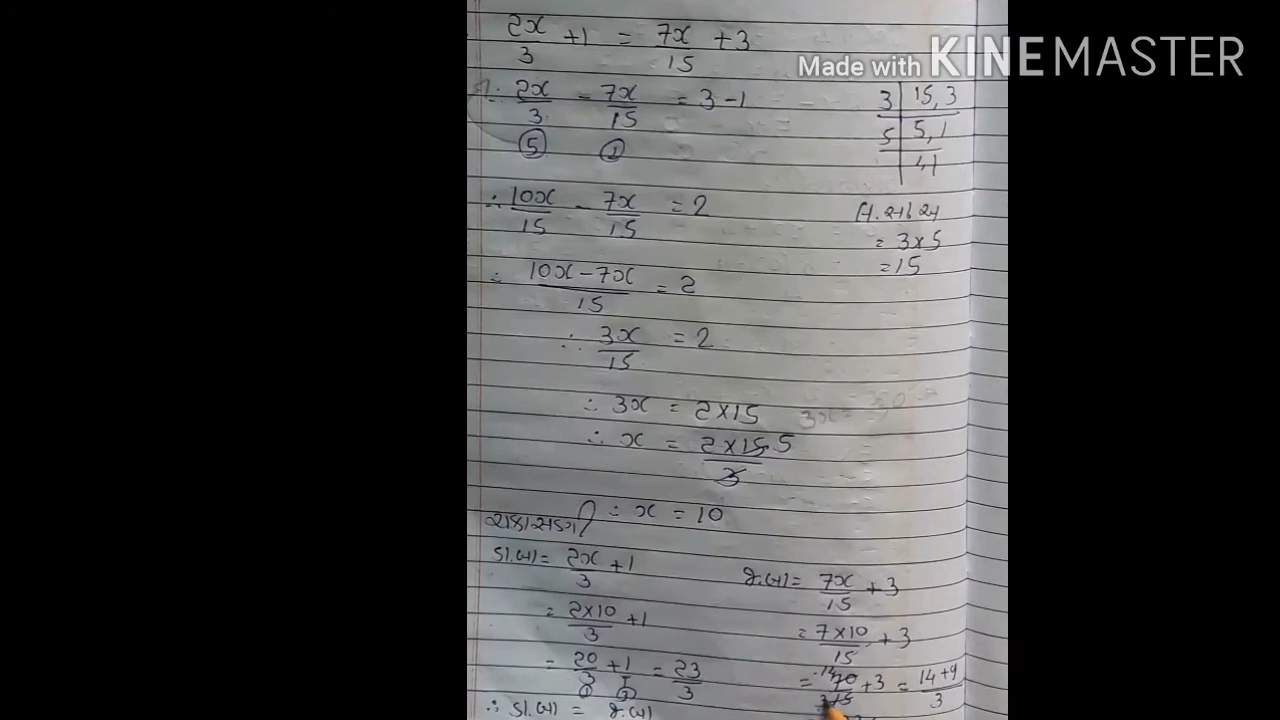 Made with KINEMASTER
2x/3 + 1 = 7x/15 + 3
∴ 2x/3 - 7x/15 = 3 - 1
⑤ ①
3 | 15, 3
5 | 5, 1
1, 1
∴ 10x/15 - 7x/15 = 2
= 3 x 5
= 15
∴ 10x - 7x/15 = 2
∴ 3x/15 = 2
∴ 3x = 2 x 15
∴ x = 2 x 15 5/3
∴ x = 10
ડા.બા = 2x/3 + 1
જ.બા = 7x/15 + 3
= 2 x 10/3 + 1
= 7 x 10/15 + 3
= 20/3 + 1/1 = 23/3
= 14 70/3 15 + 3 = 14 + 9/3
∴ ડા.બા = જ.બા